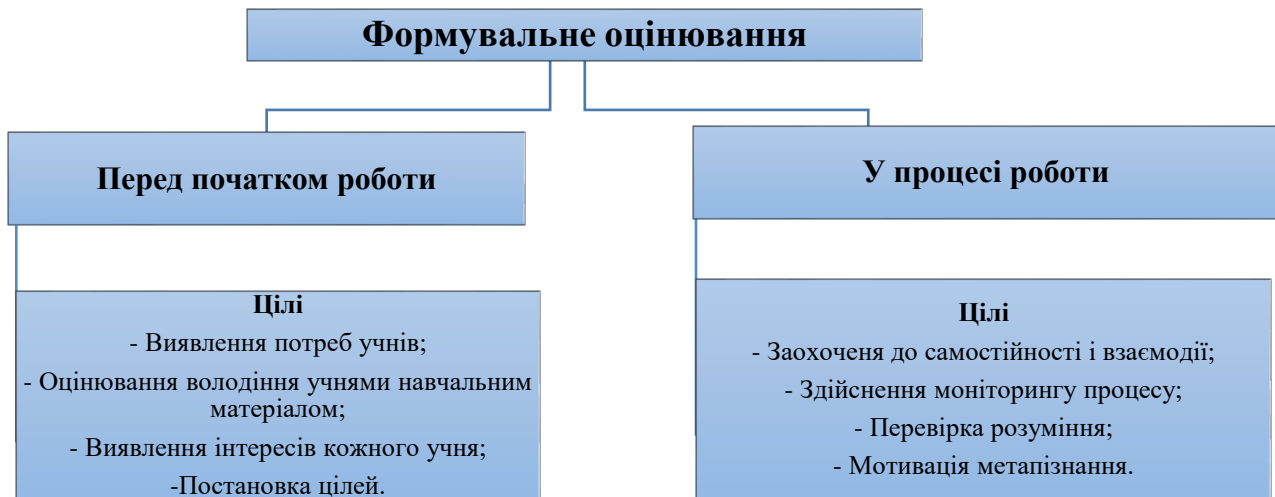 Формувальне оцінювання
Перед початком роботи
У процесі роботи
Цілі
- Виявлення потреб учнів;
- Оцінювання володіння учнями навчальним
матеріалом;
- Виявлення інтересів кожного учня;
-Постановка цілей.
Цілі
- Заохоченя до самостійності і взаємодії;
- Здійснення моніторингу процесу;
- Перевірка розуміння;
- Мотивація метапізнання.